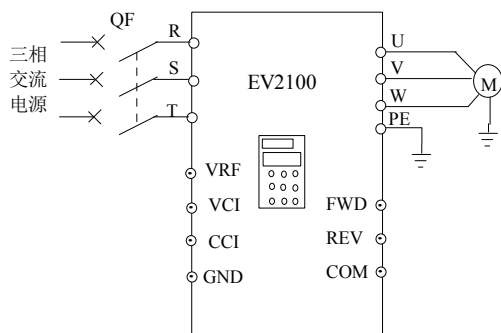 QF
三相
交流
电源
R
S
T
EV2100
U
V
W
PE
M
VRF
VCI
CCI
GND
FWD
REV
COM